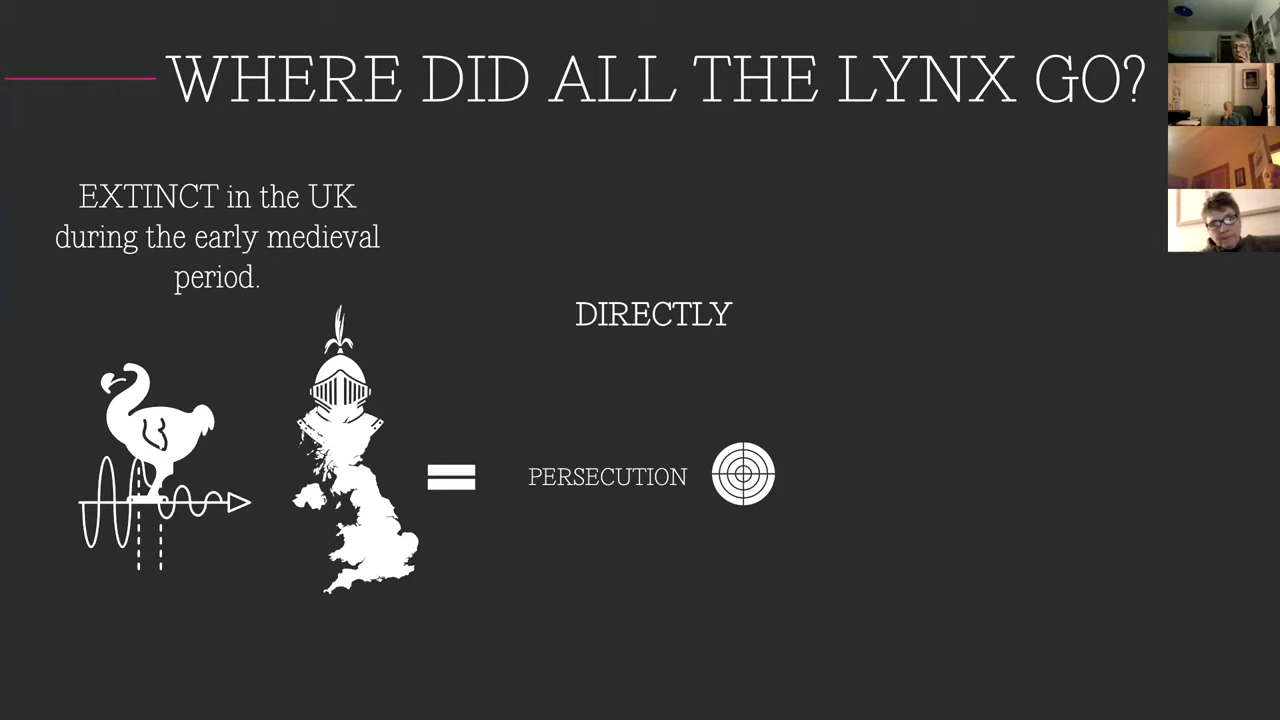 WHERE DID ALL THE LYNX GO?
EXTINCT in the UK
during the early medieval
period.
DIRECTLY
PERSECUTION